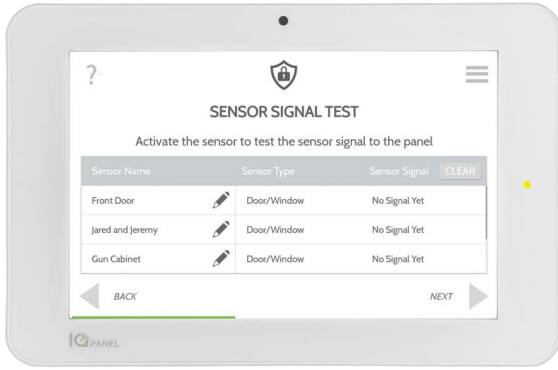 ?
SENSOR SIGNAL TEST
Activate the sensor to test the sensor signal to the panel
Sensor Name Sensor Type Sensor Signal CLEAR
Front Door Door/Window No Signal Yet
Jared and Jeremy Door/Window No Signal Yet
Gun Cabinet Door/Window No Signal Yet
BACK NEXT
IQ PANEL